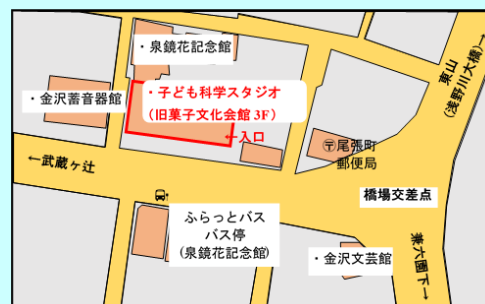 ・泉鏡花記念館
東山
(浅野川大橋)→
・金沢蓄音器館
・子ども科学スタジオ
(旧菓子文化会館 3F)
←入口
〒尾張町
郵便局
←武蔵ヶ辻
橋場交差点
ふらっとバス
バス停
(泉鏡花記念館)
・金沢文芸館
兼六園下→